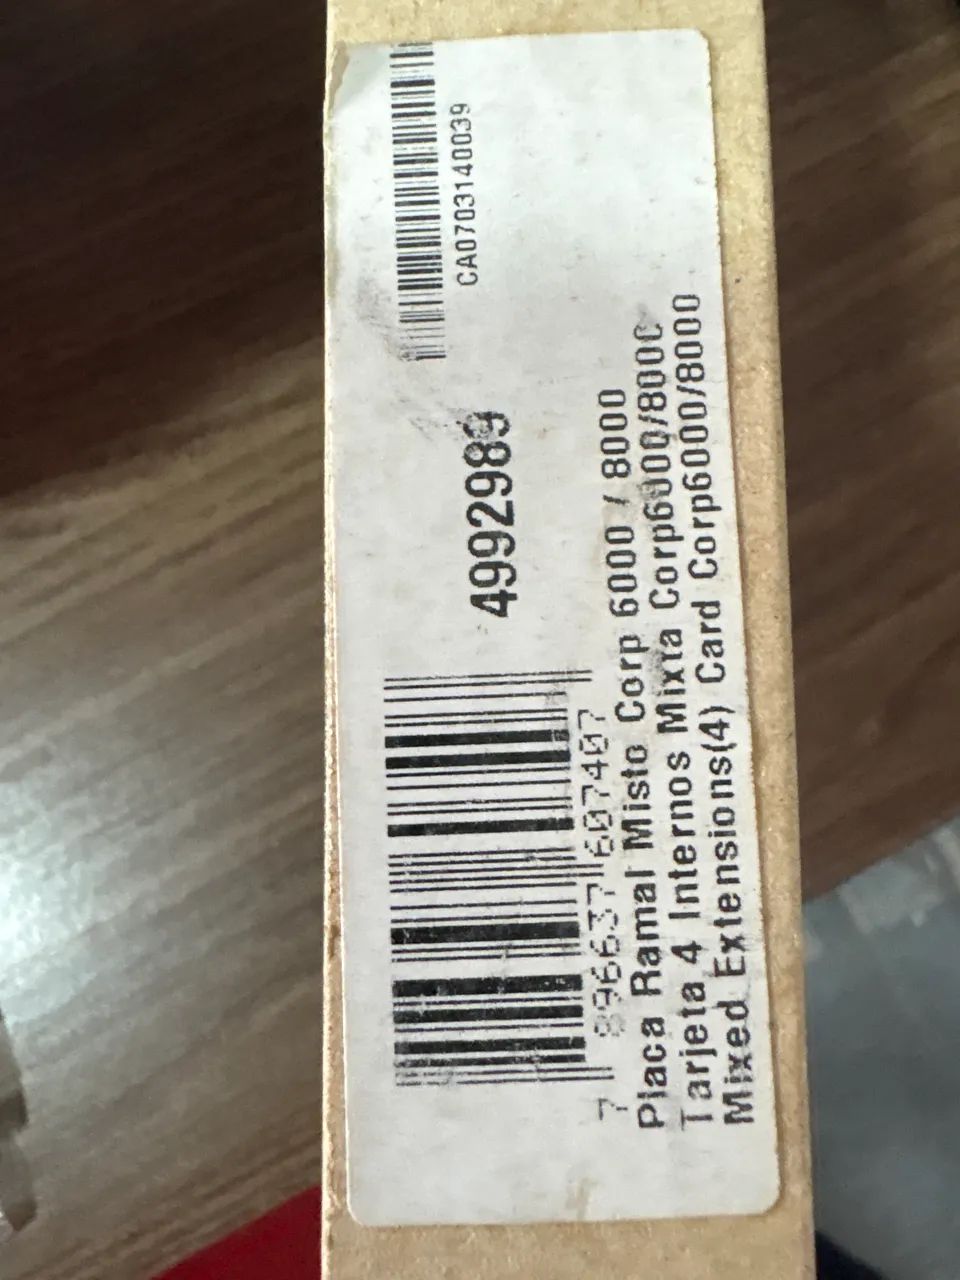 CA0703140039
4992989
7 896637 607407
Placa Ramal Misto Corp 6000 / 8000
Tarjeta 4 Internos Mixta Corp6000/8000
Mixed Extensions(4) Card Corp6000/8000